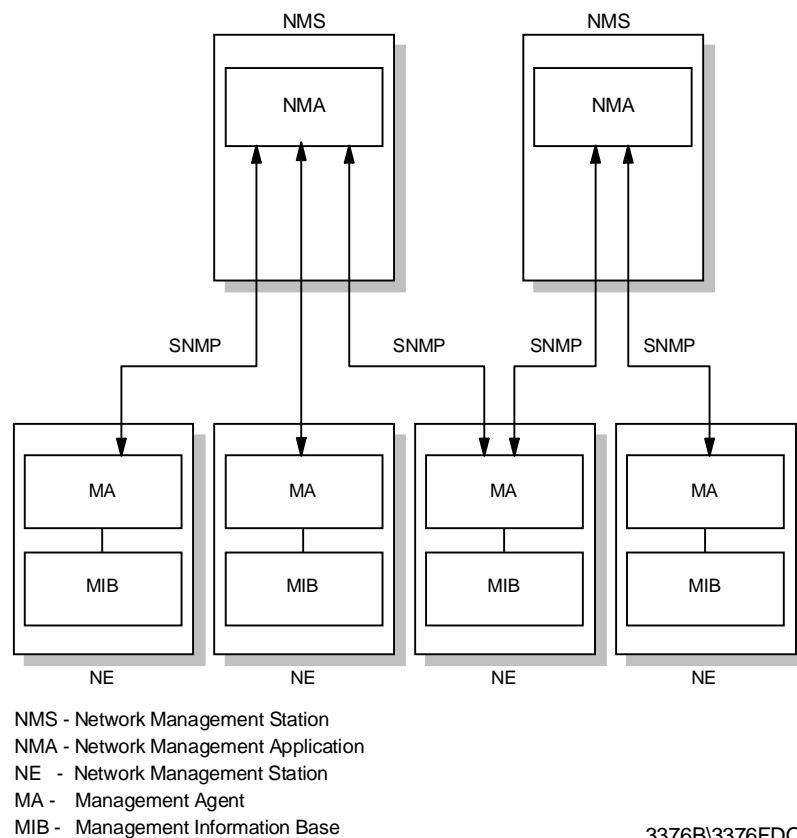 NMS NMS
NMA NMA
SNMP SNMP SNMP SNMP
MA MA MA MA
MIB MIB MIB MIB
NE NE NE NE
NMS - Network Management Station
NMA - Network Management Application
NE - Network Management Station
MA - Management Agent
MIB - Management Information Base